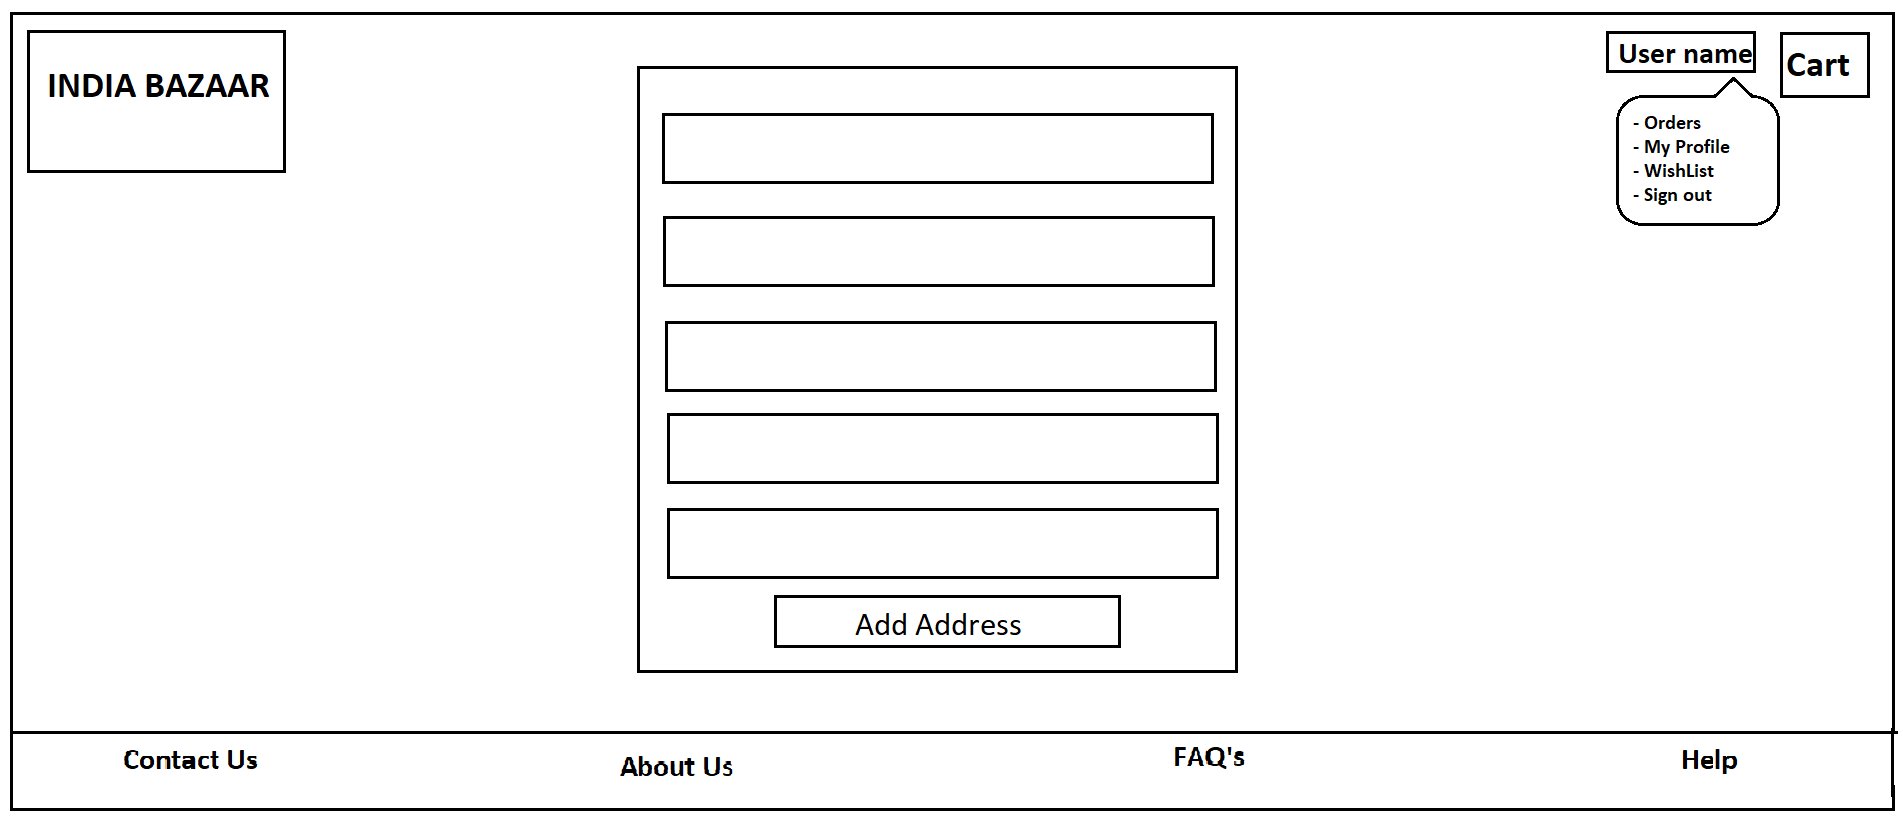 INDIA BAZAAR
User name
Cart
- Orders
- My Profile
- WishList
- Sign out
Add Address
Contact Us
About Us
FAQ's
Help